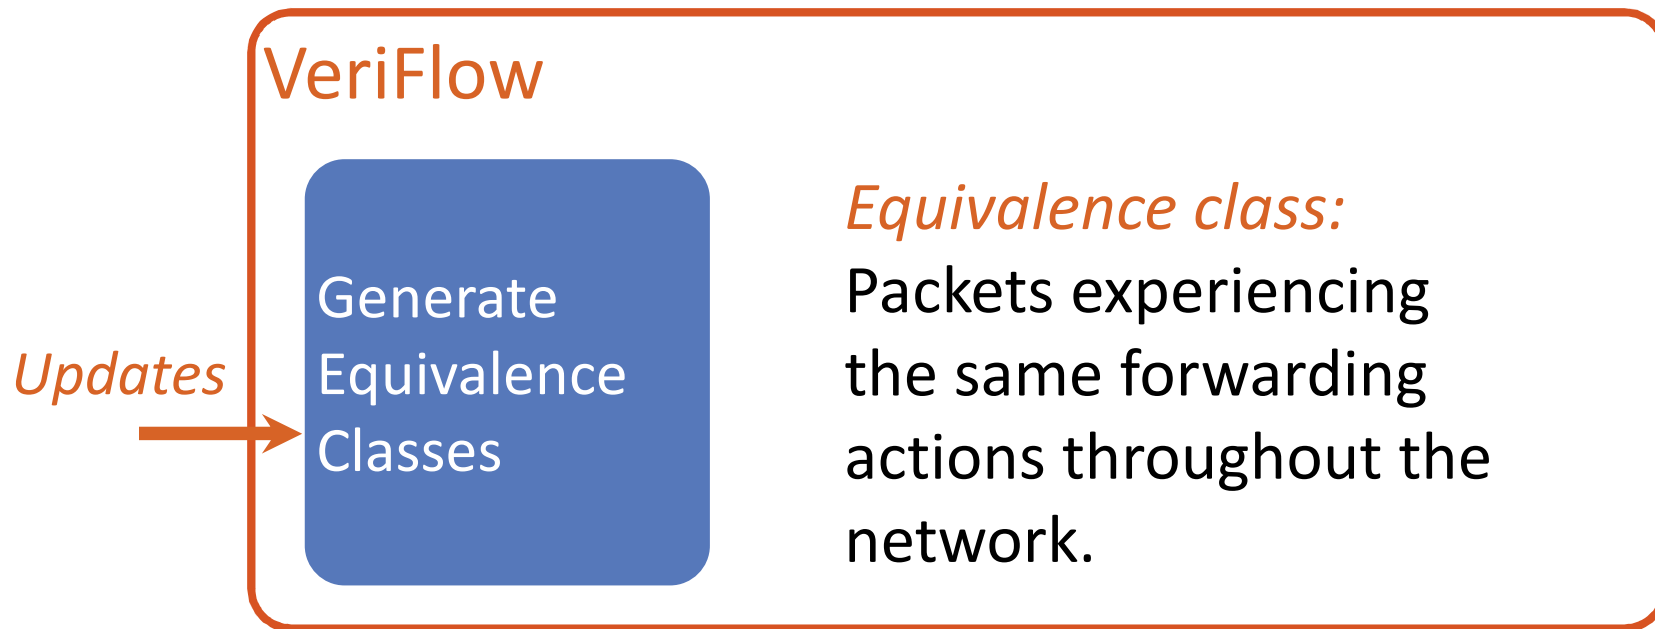 VeriFlow
Updates
Generate
Equivalence
Classes
Equivalence class:
Packets experiencing
the same forwarding
actions throughout the
network.